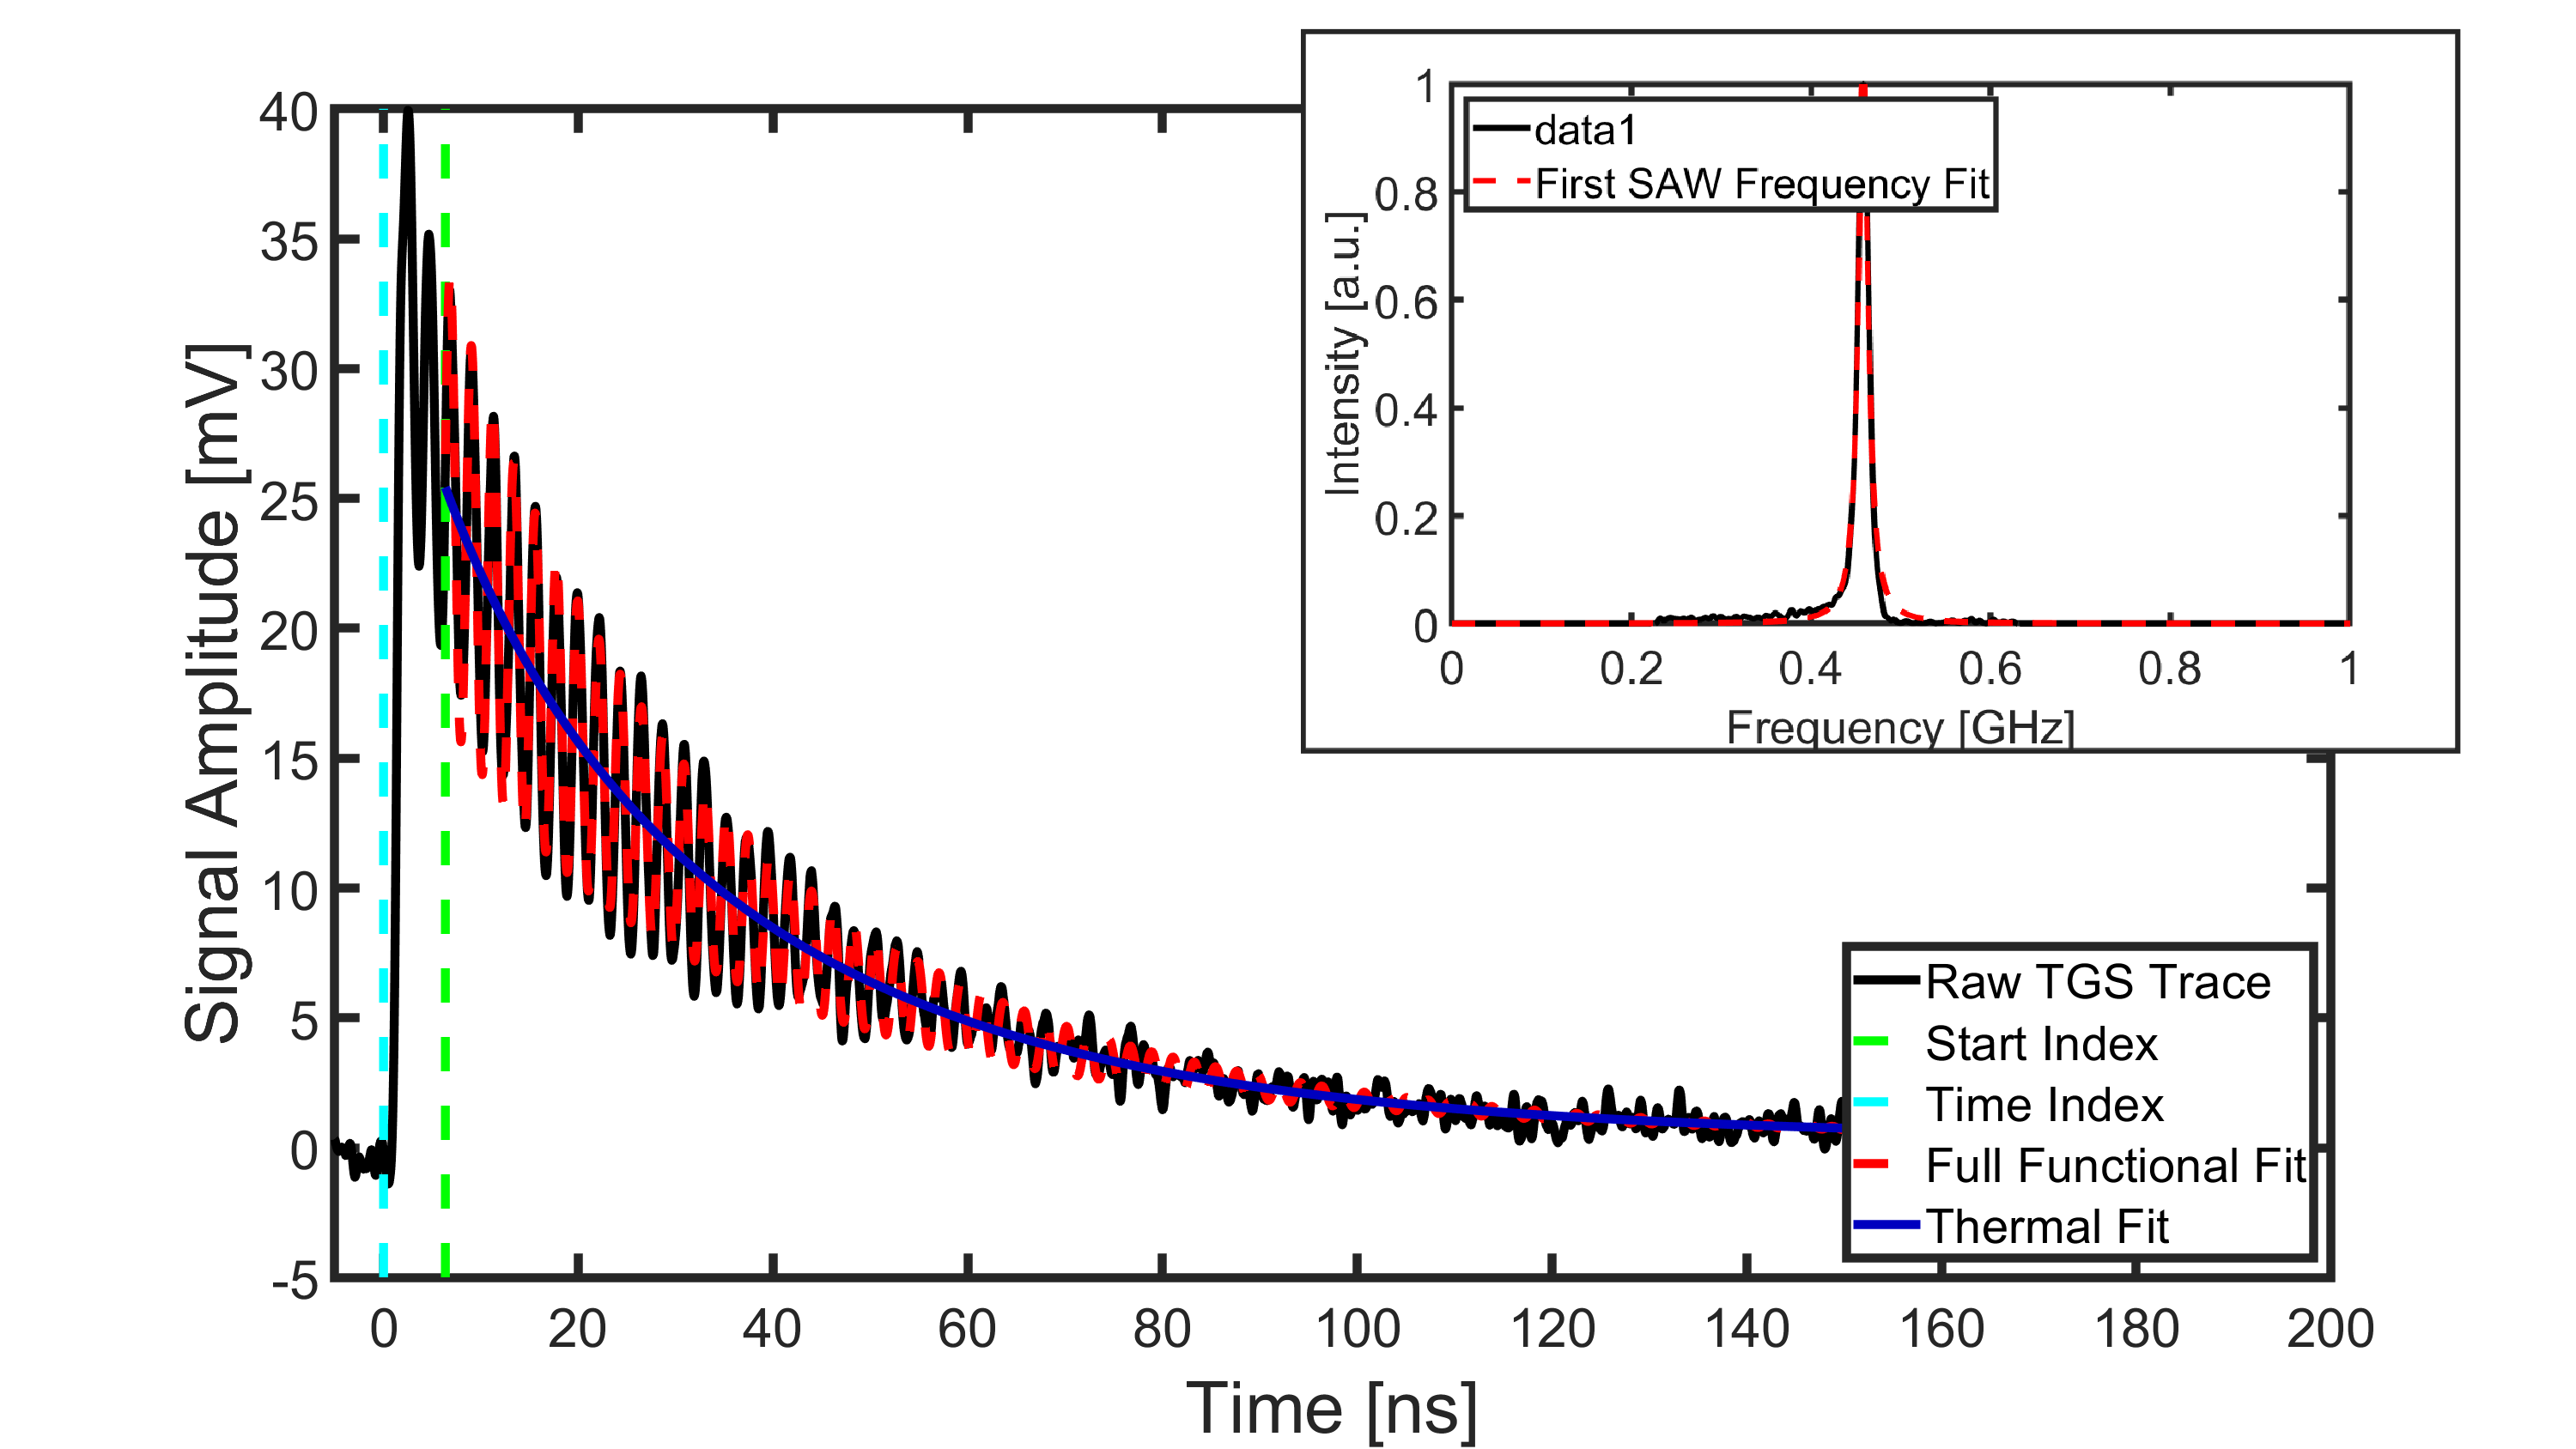 40
35
30
25
20
15
10
5
0
-5
Signal Amplitude [mV]
0 20 40 60 80 100 120 140 160 180 200
Time [ns]
1
0.8
0.6
0.4
0.2
0
Intensity [a.u.]
data1
First SAW Frequency Fit
0 0.2 0.4 0.6 0.8 1
Frequency [GHz]
Raw TGS Trace
Start Index
Time Index
Full Functional Fit
Thermal Fit